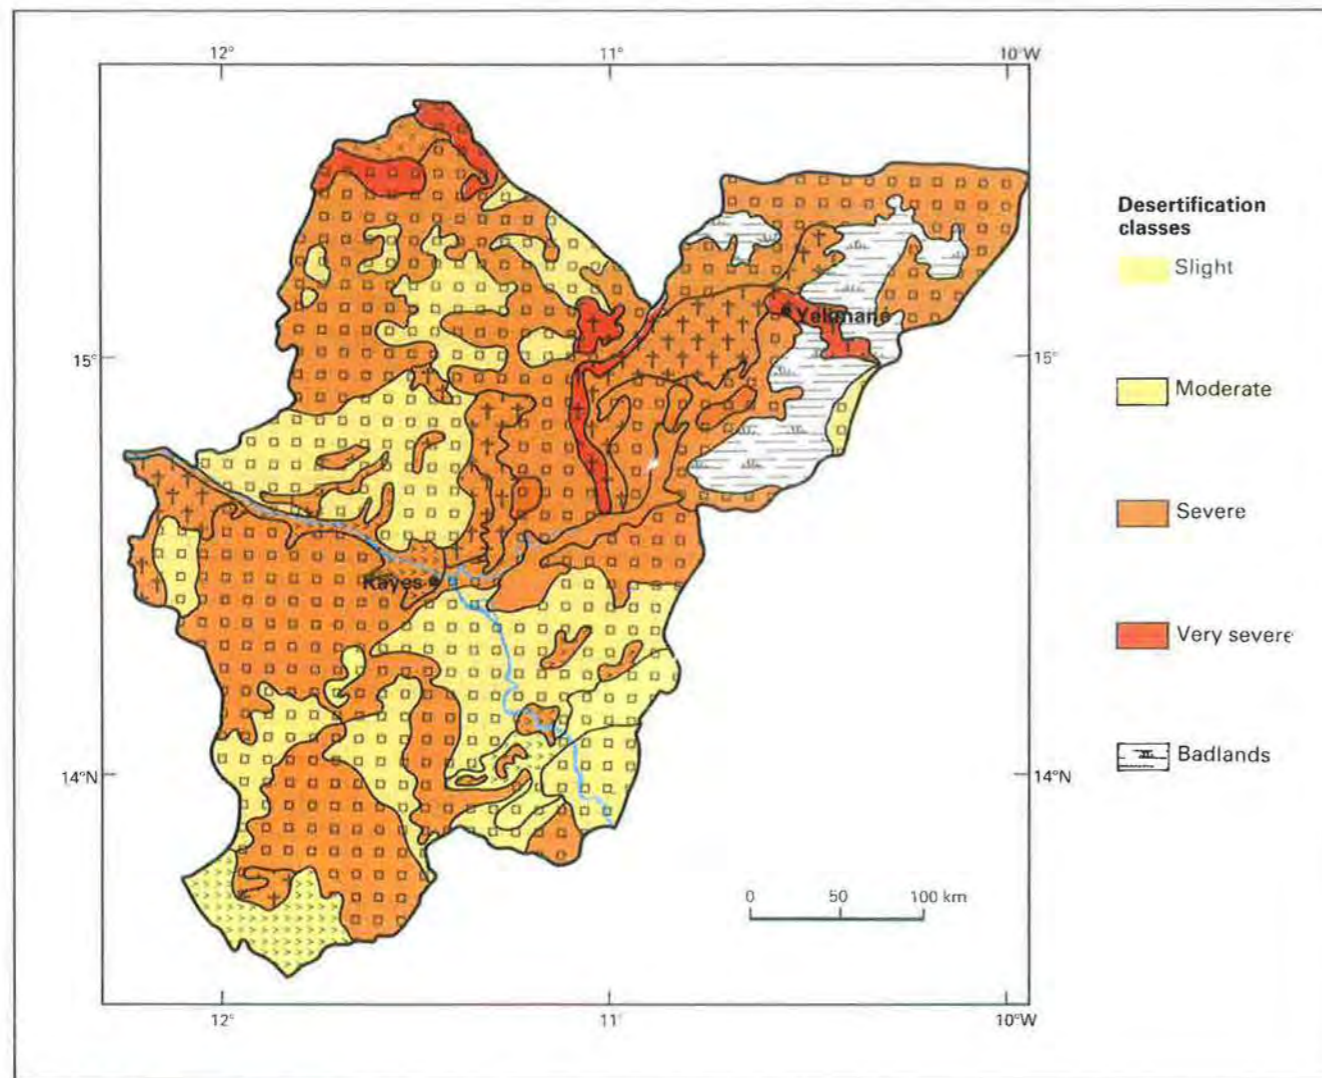 12°
11°
10°W
Desertification
classes
Slight
Yelimané
15°
15°
Moderate
Severe
Kayes
Very severe
14°N
14°N
Badlands
0 50 100 km
12°
11°
10°W